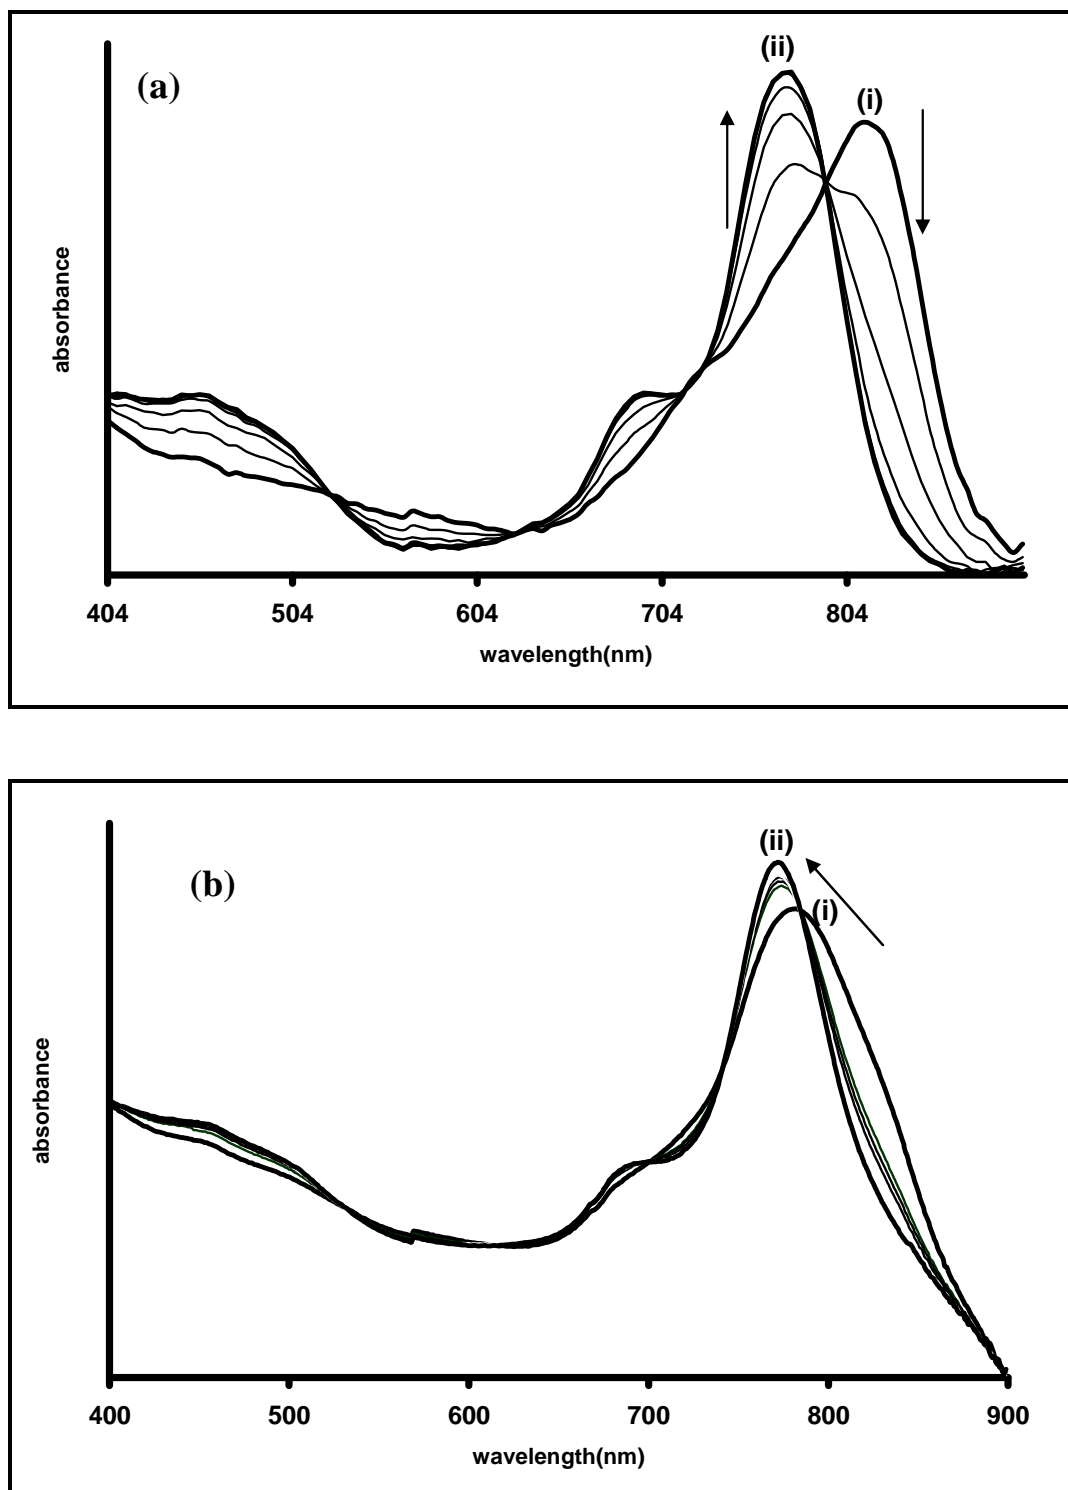 (a)
(ii)
(i)
absorbance
404 504 604 704 804
wavelength(nm)
(b)
(ii)
(i)
absorbance
400 500 600 700 800 900
wavelength(nm)